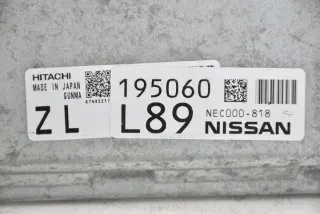 HITACHI
MADE IN JAPAN
GUNMA
195060
ZL
L89
NEC000-818
NISSAN